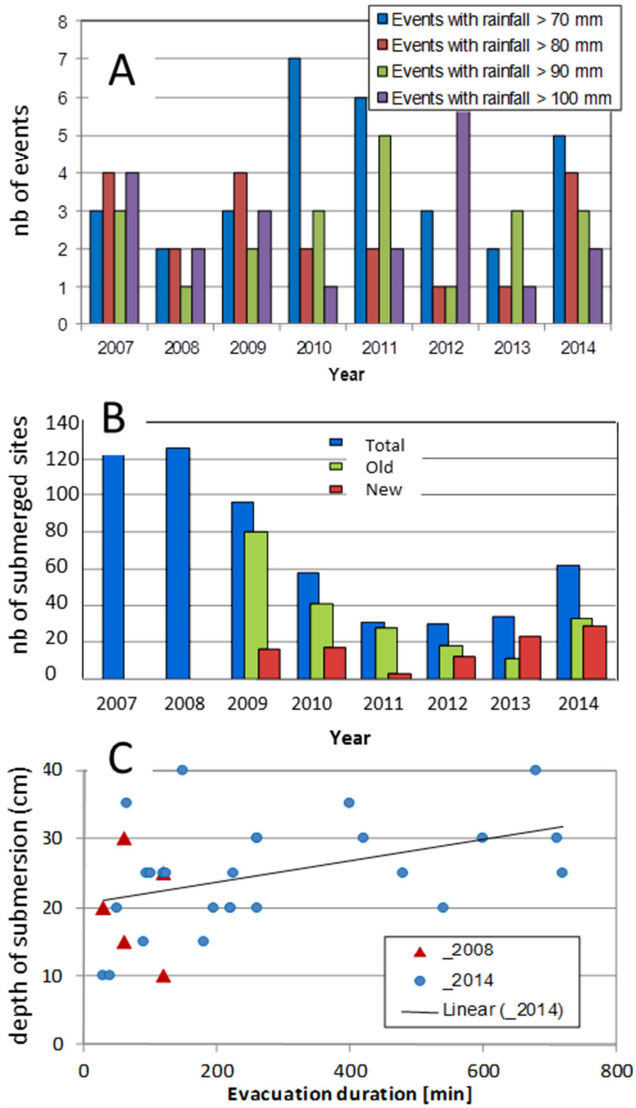 A
Events with rainfall > 70 mm
Events with rainfall > 80 mm
Events with rainfall > 90 mm
Events with rainfall > 100 mm
nb of events
8
7
6
5
4
3
2
1
0
2007 2008 2009 2010 2011 2012 2013 2014
Year
B
Total
Old
New
nb of submerged sites
140
120
100
80
60
40
20
0
2007 2008 2009 2010 2011 2012 2013 2014
Year
C
depth of submersion (cm)
40
30
20
10
0
_2008
_2014
Linear (_2014)
0 200 400 600 800
Evacuation duration [min]